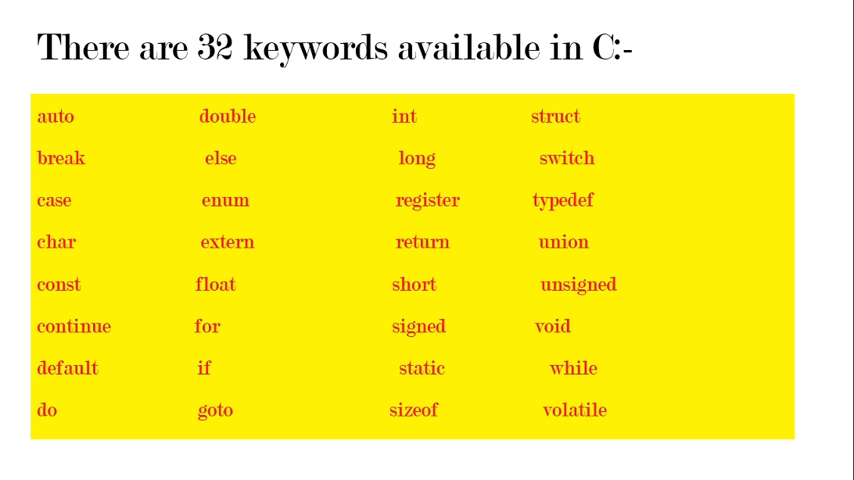 There are 32 keywords available in C:-
auto double int struct
break else long switch
case enum register typedef
char extern return union
const float short unsigned
continue for signed void
default if static while
do goto sizeof volatile